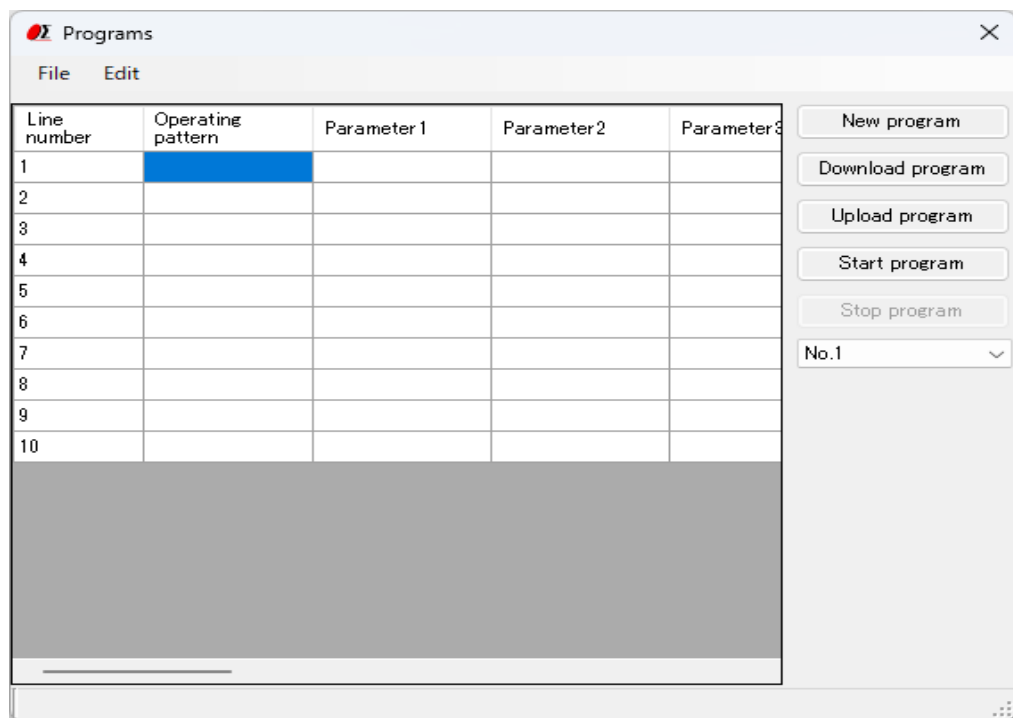 Programs
File Edit
Line number Operating pattern Parameter1 Parameter2 Parameter3
1
2
3
4
5
6
7
8
9
10
New program
Download program
Upload program
Start program
Stop program
No.1